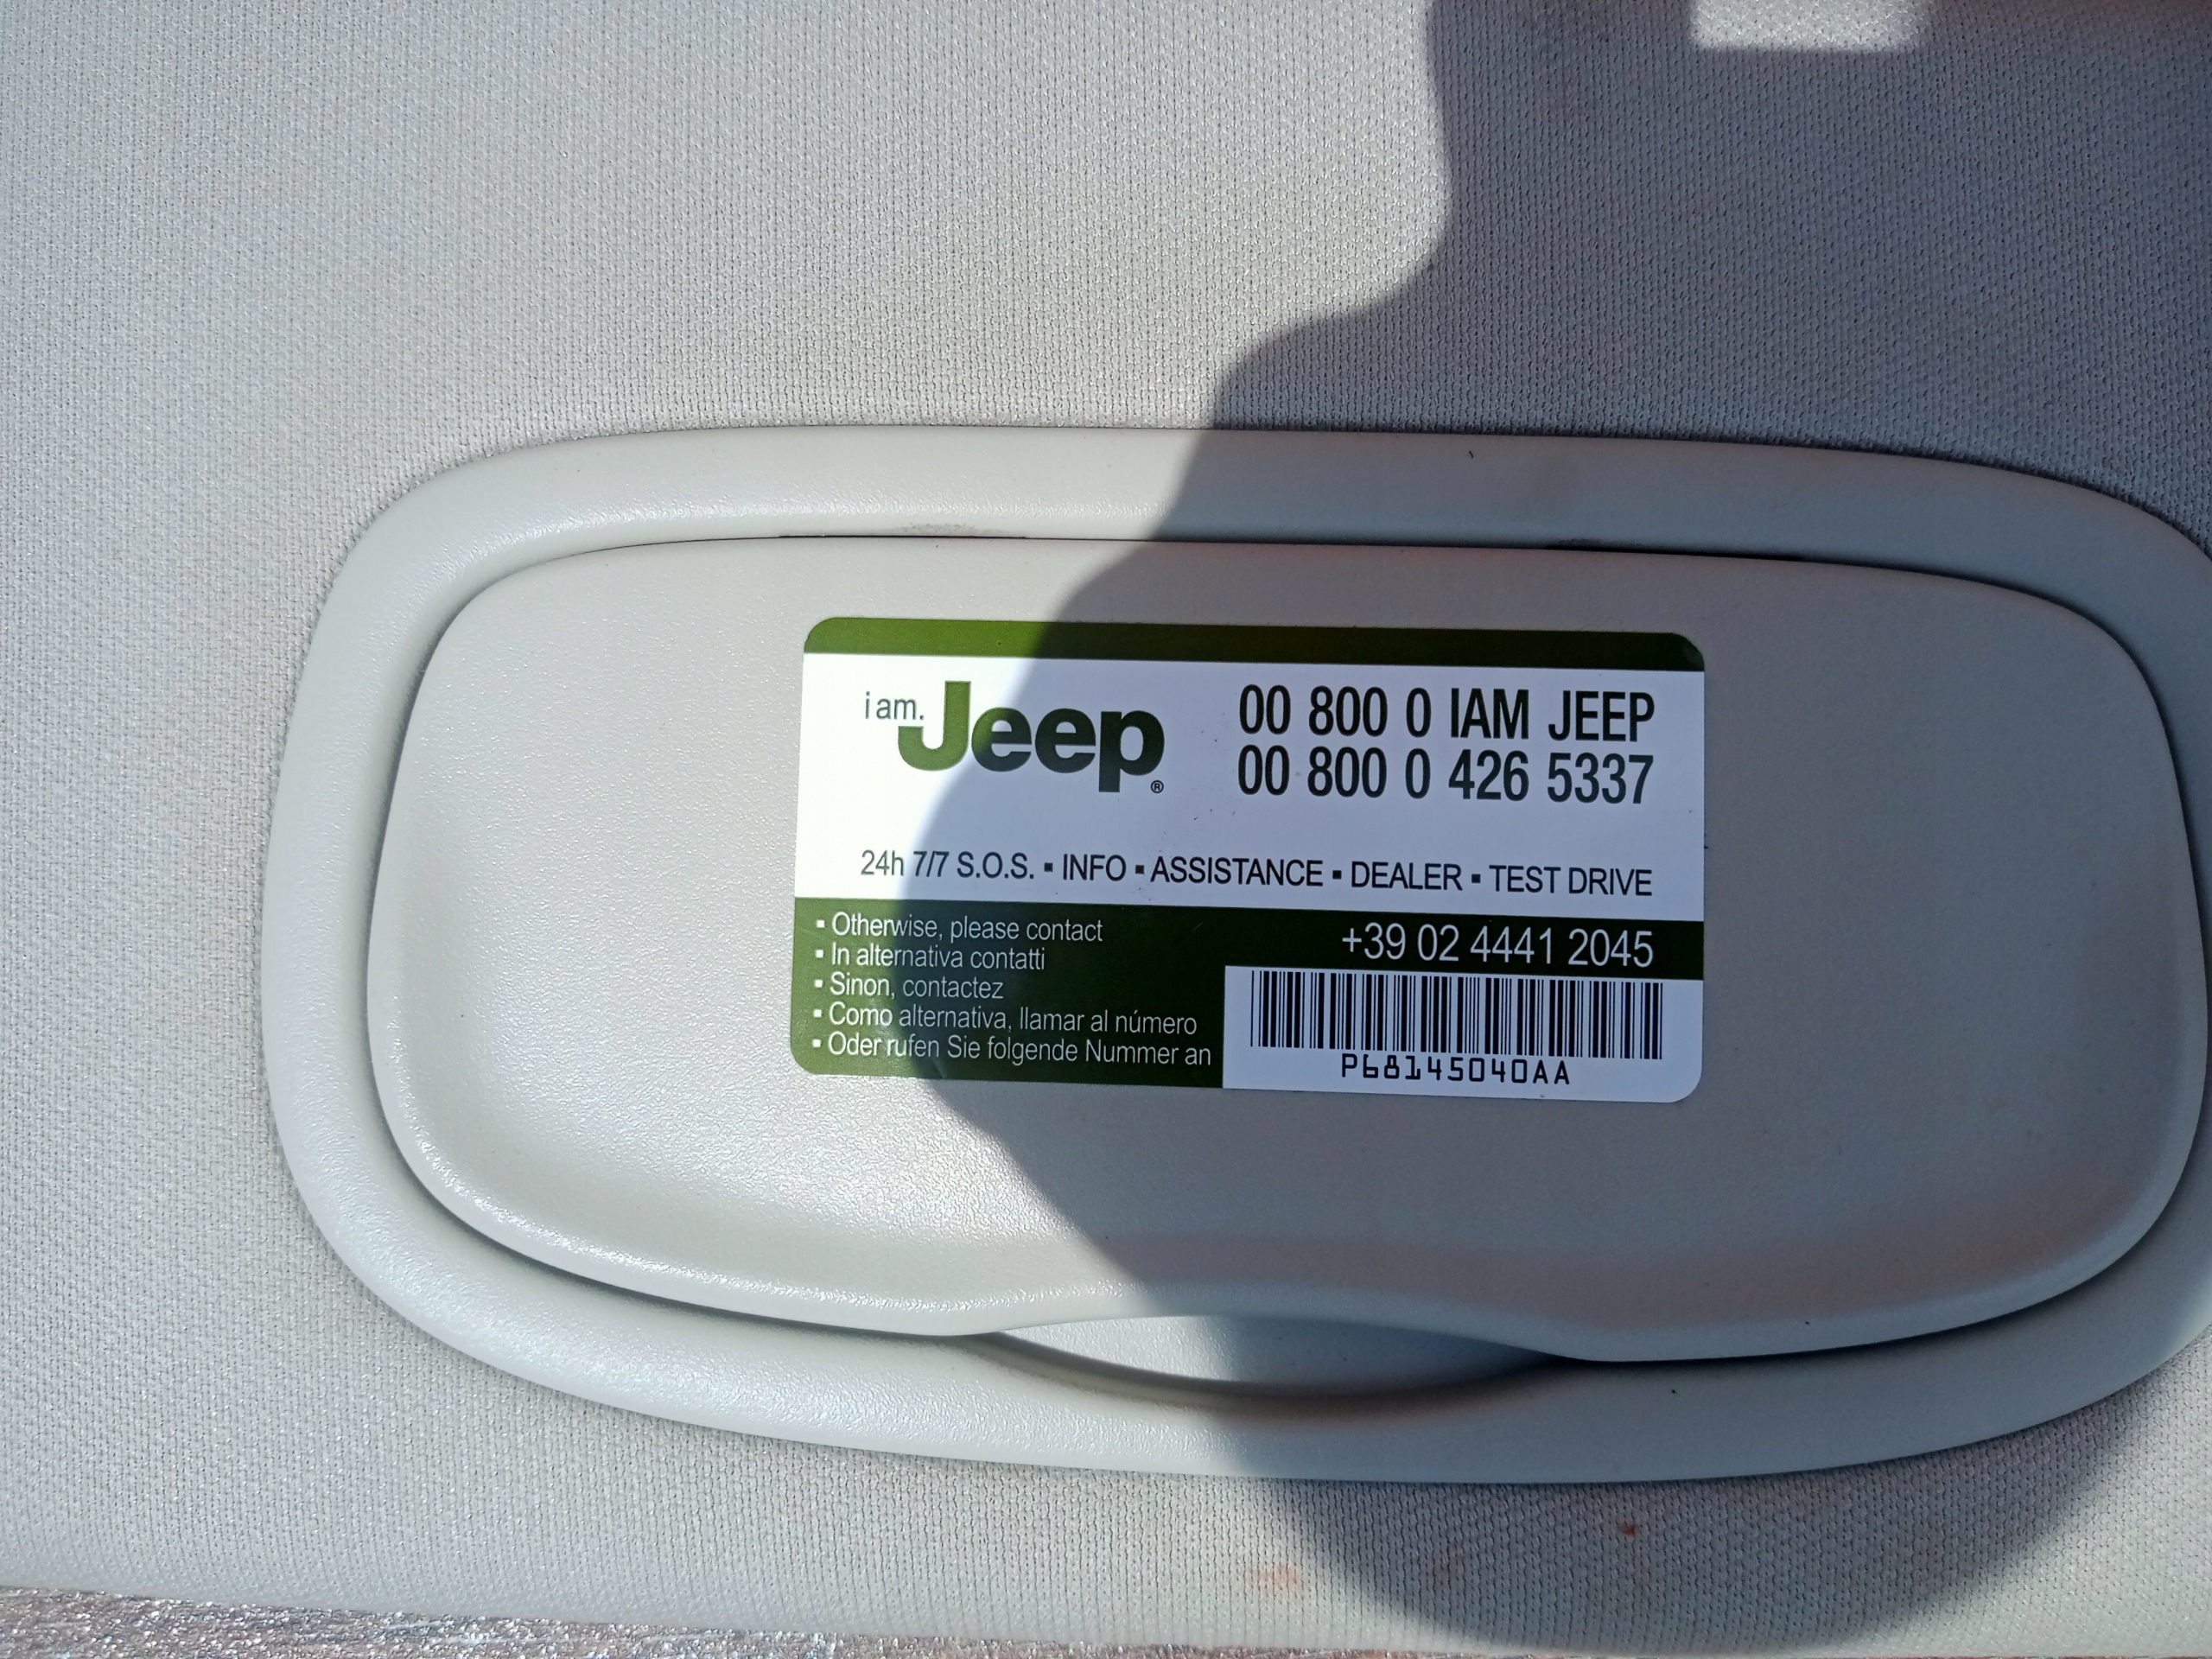 i am. Jeep®
00 800 0 IAM JEEP
00 800 0 426 5337
24h 7/7 S.O.S. ▪ INFO ▪ ASSISTANCE ▪ DEALER ▪ TEST DRIVE
▪ Otherwise, please contact
▪ In alternativa contatti
▪ Sinon, contactez
▪ Como alternativa, llamar al número
▪ Oder rufen Sie folgende Nummer an
+39 02 4441 2045
P68145040AA